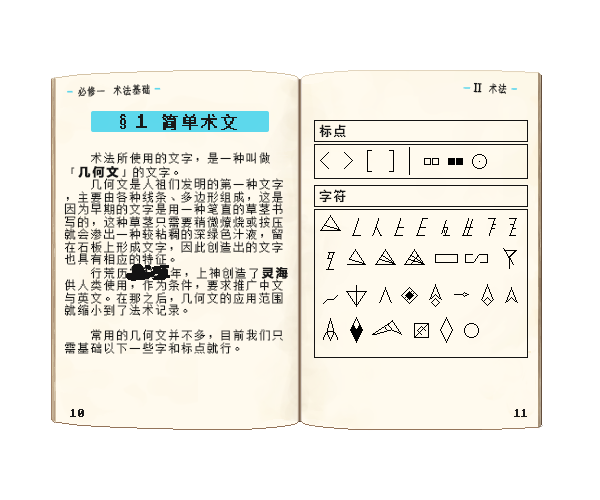 必修一 术法基础
§1 简单术文
术法所使用的文字，是一种叫做
「几何文」的文字。
几何文是人祖们发明的第一种文字
，主要由各种线条、多边形组成，这是
因为早期的文字是用一种笔直的草茎书
写的，这种草茎只需要稍微燎烧或按压
就会渗出一种较粘稠的深绿色汁液，留
在石板上形成文字，因此创造出的文字
也具有相应的特征。
行荒历年，上神创造了灵海
供人类使用，作为条件，要求推广中文
与英文。在那之后，几何文的应用范围
就缩小到了法术记录。
常用的几何文并不多，目前我们只
需基础以下一些字和标点就行。
10
II 术法
标点
字符
11